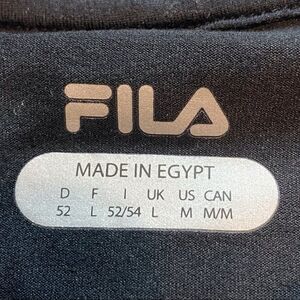 FILA
MADE IN EGYPT
D F I UK US CAN
52 L 52/54 L M M/M